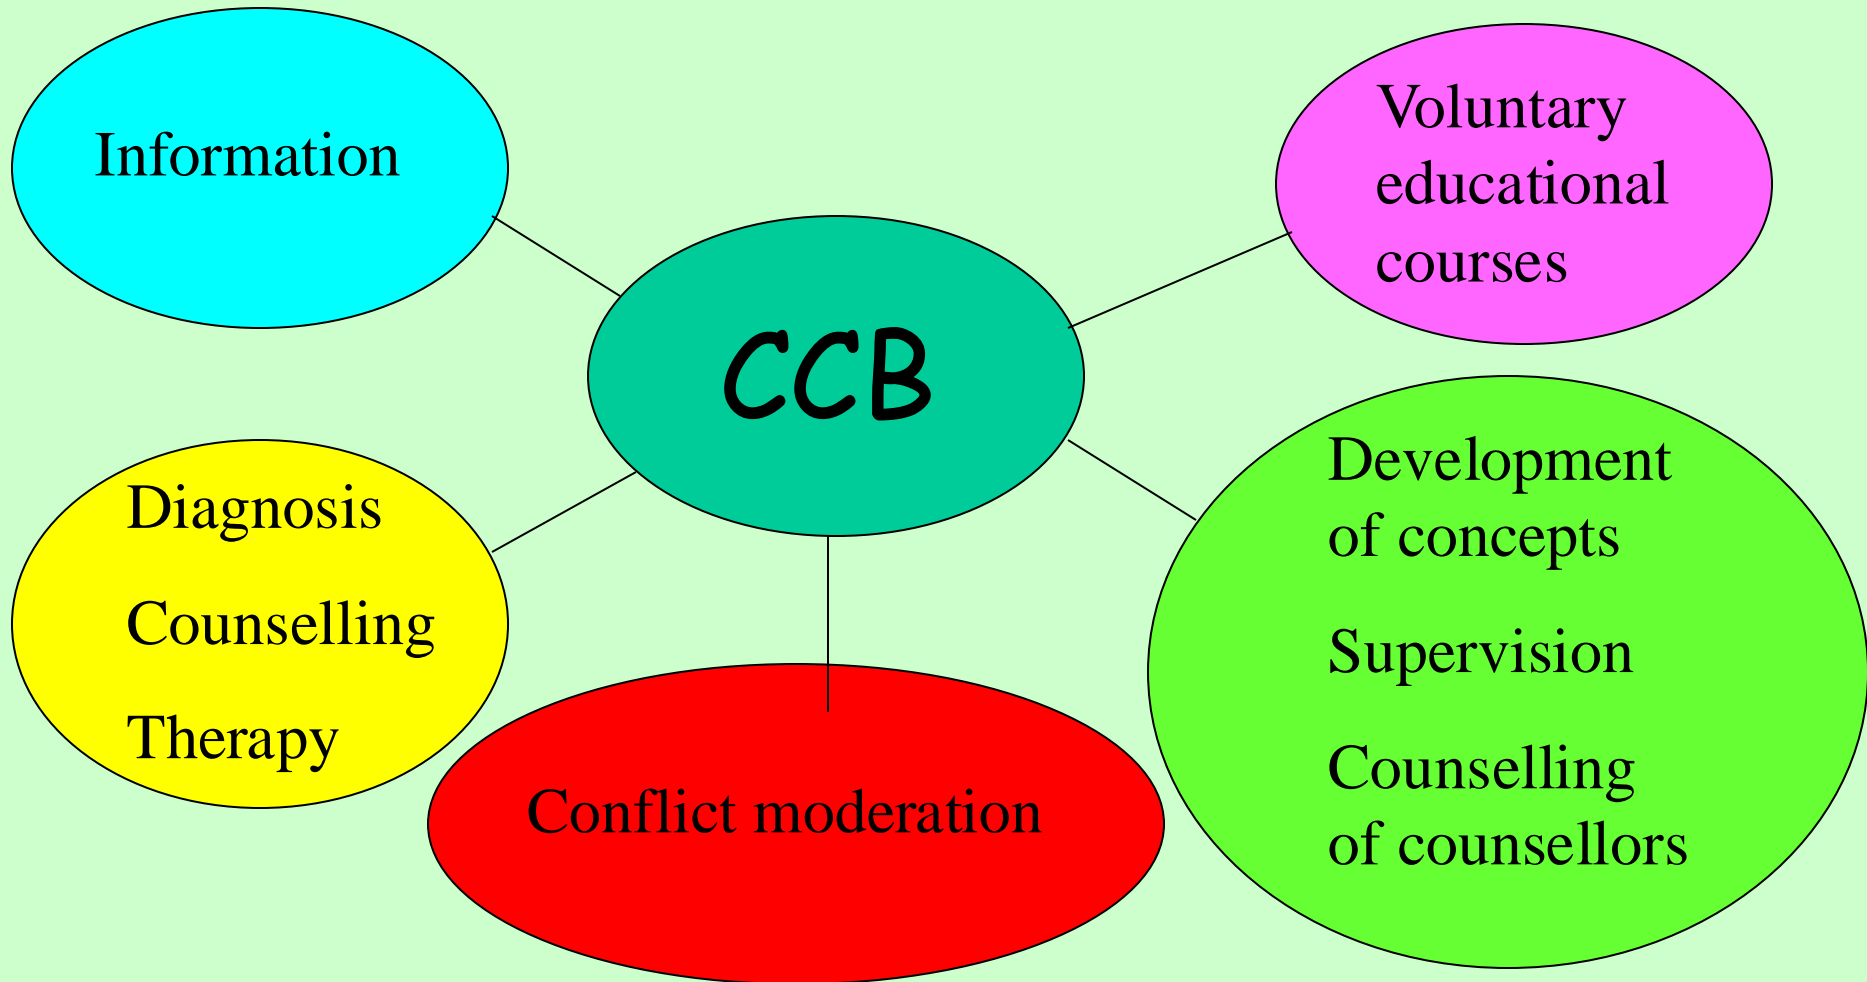 Information
Voluntary
educational
courses
CCB
Diagnosis
Counselling
Therapy
Conflict moderation
Development
of concepts
Supervision
Counselling
of counsellors